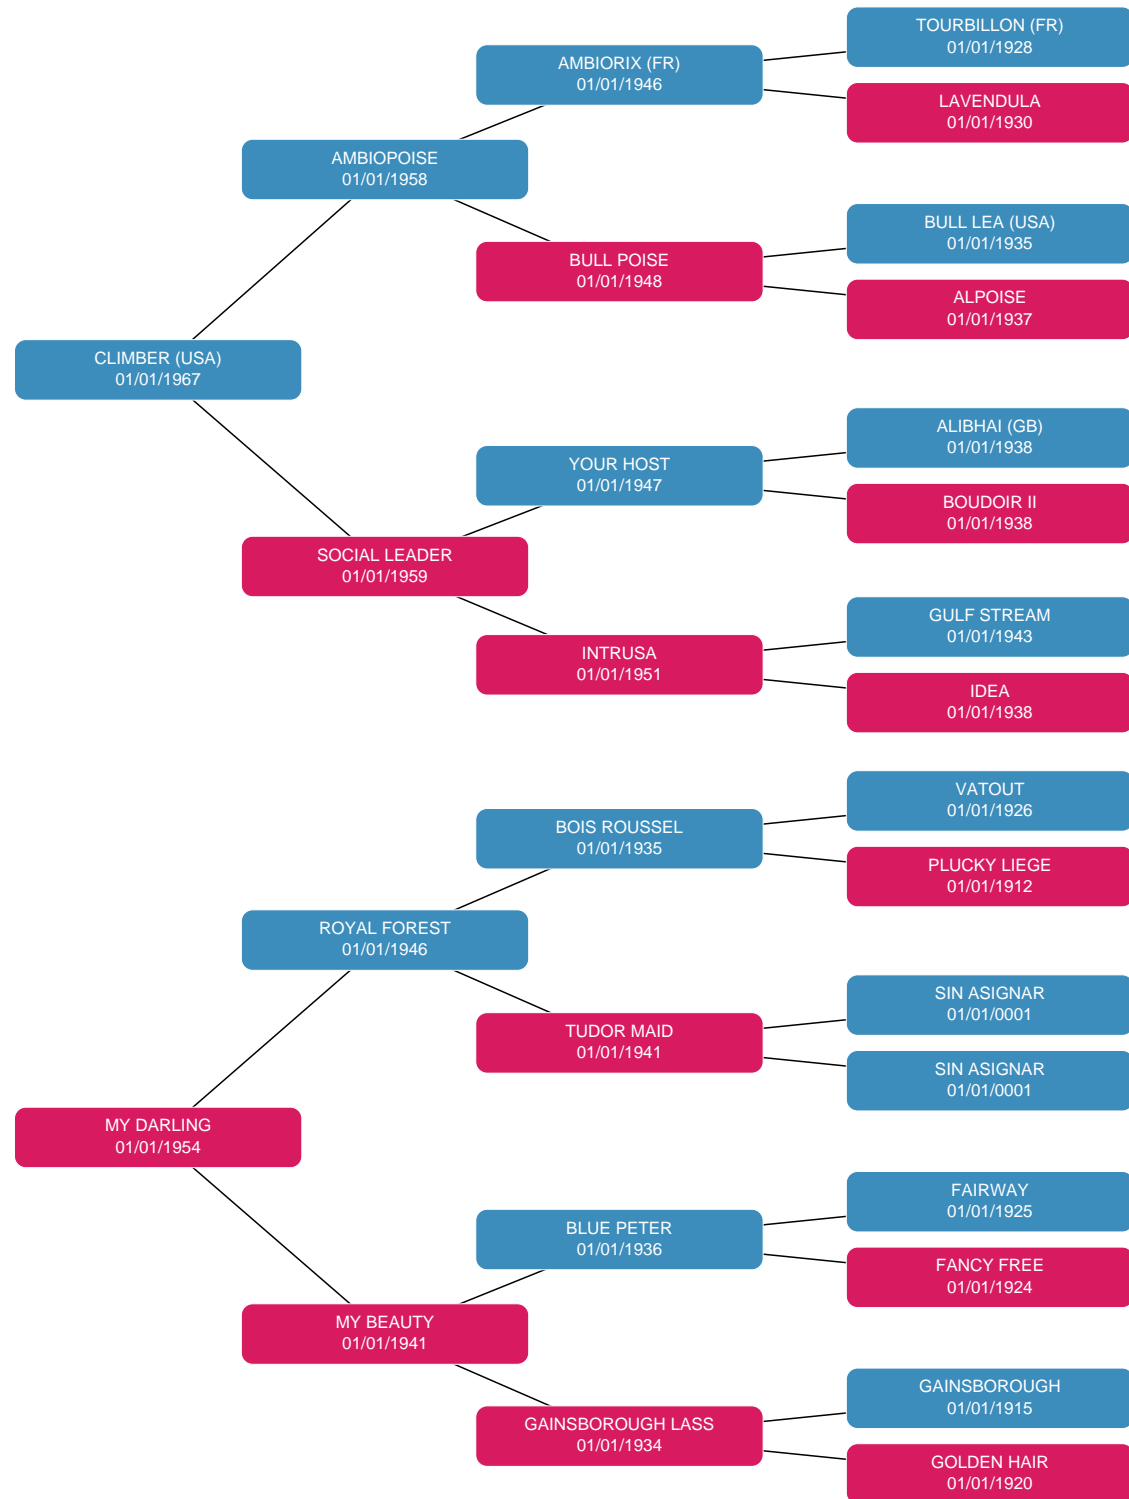 TOURBILLON (FR)
01/01/1928
AMBIORIX (FR)
01/01/1946
LAVENDULA
01/01/1930
AMBIOPOISE
01/01/1958
BULL LEA (USA)
01/01/1935
BULL POISE
01/01/1948
ALPOISE
01/01/1937
CLIMBER (USA)
01/01/1967
ALIBHAI (GB)
01/01/1938
YOUR HOST
01/01/1947
BOUDOIR II
01/01/1938
SOCIAL LEADER
01/01/1959
GULF STREAM
01/01/1943
INTRUSA
01/01/1951
IDEA
01/01/1938
VATOUT
01/01/1926
BOIS ROUSSEL
01/01/1935
PLUCKY LIEGE
01/01/1912
ROYAL FOREST
01/01/1946
SIN ASIGNAR
01/01/0001
TUDOR MAID
01/01/1941
SIN ASIGNAR
01/01/0001
MY DARLING
01/01/1954
FAIRWAY
01/01/1925
BLUE PETER
01/01/1936
FANCY FREE
01/01/1924
MY BEAUTY
01/01/1941
GAINSBOROUGH
01/01/1915
GAINSBOROUGH LASS
01/01/1934
GOLDEN HAIR
01/01/1920